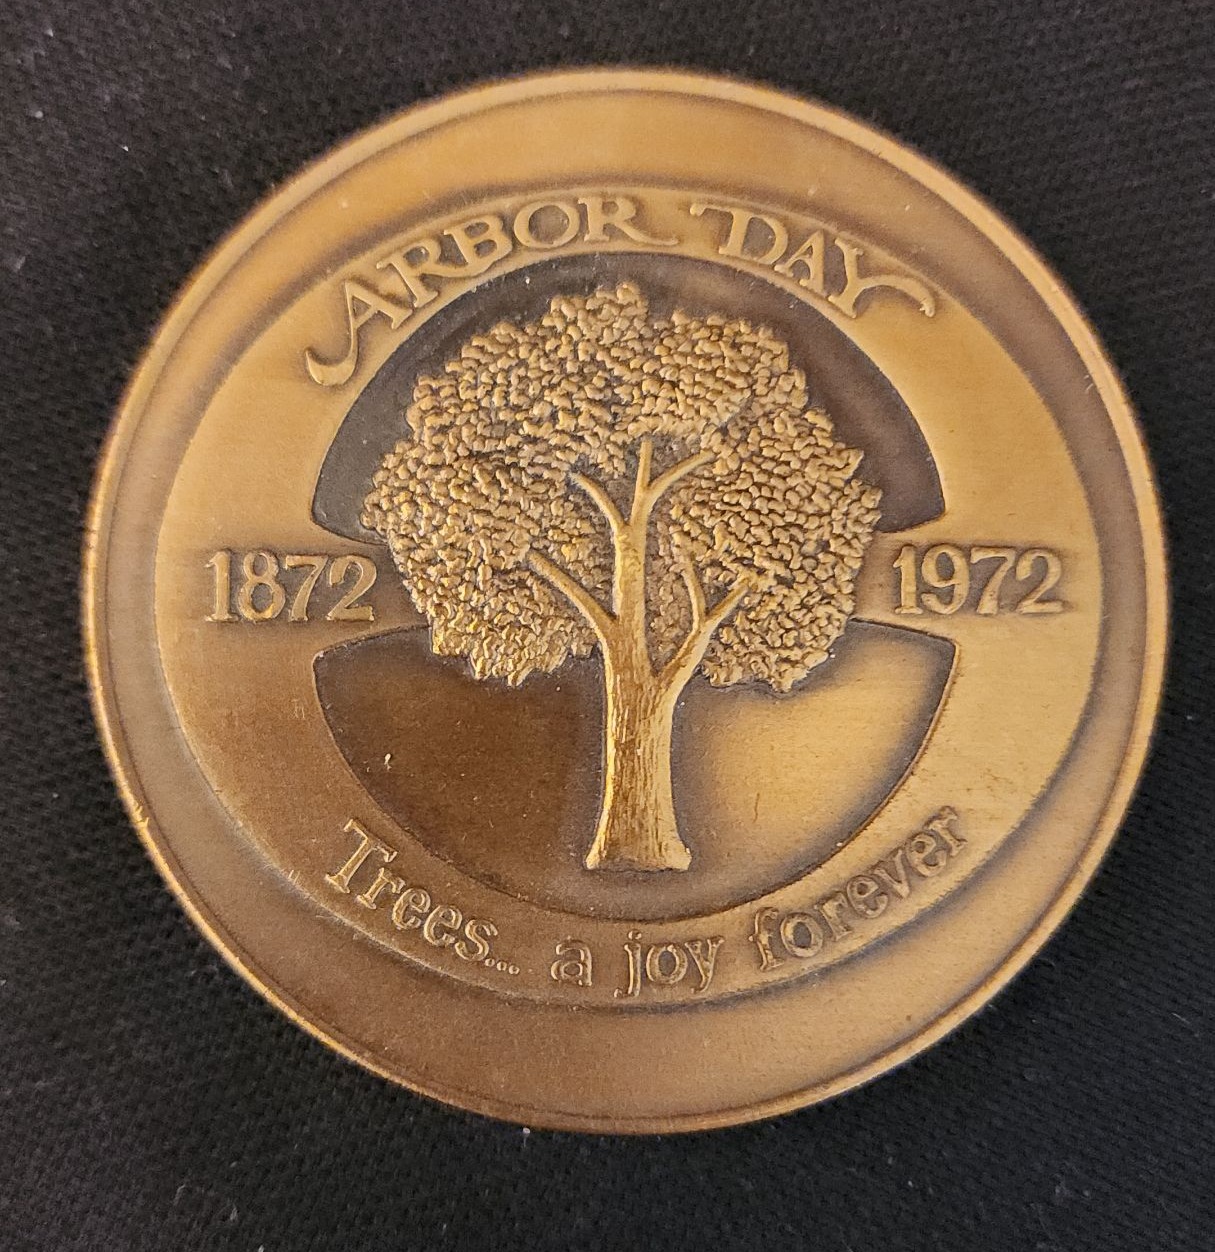 ARBOR DAY
1872 1972
Trees... a joy forever